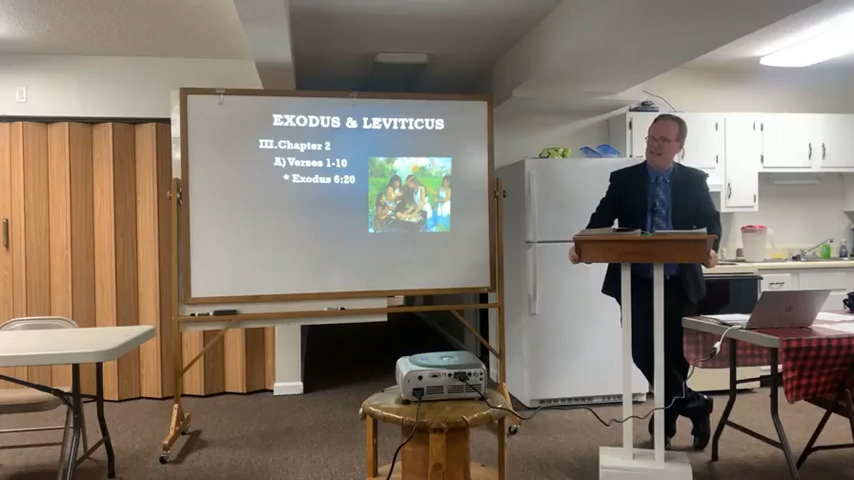 EXODUS & LEVITICUS
III. Chapter 2
A) Verses 1-10
* Exodus 6:20